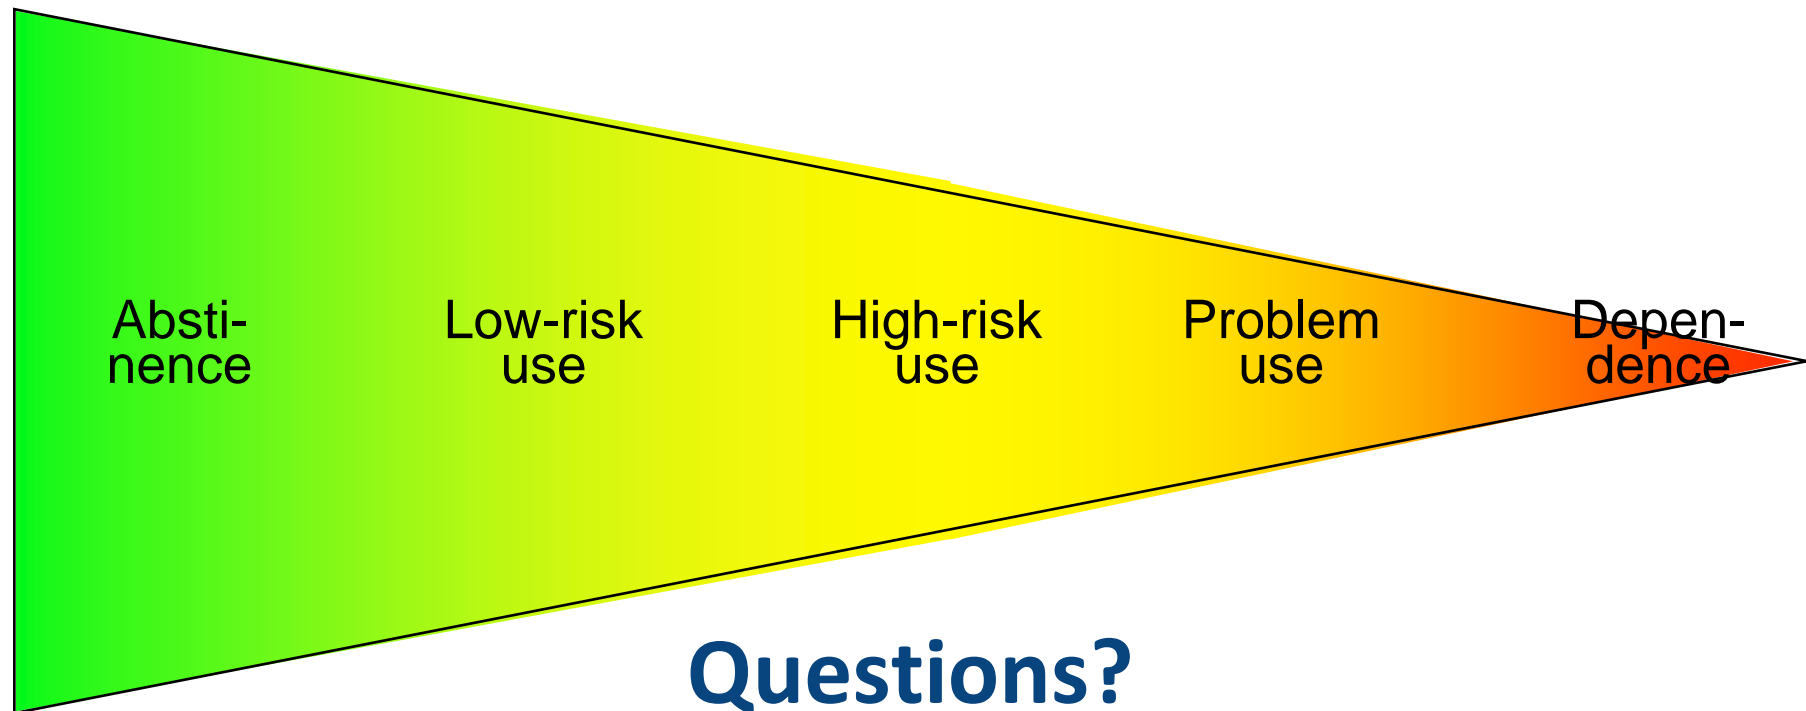 Absti-
nence
Low-risk
use
High-risk
use
Problem
use
Depen-
dence
Questions?